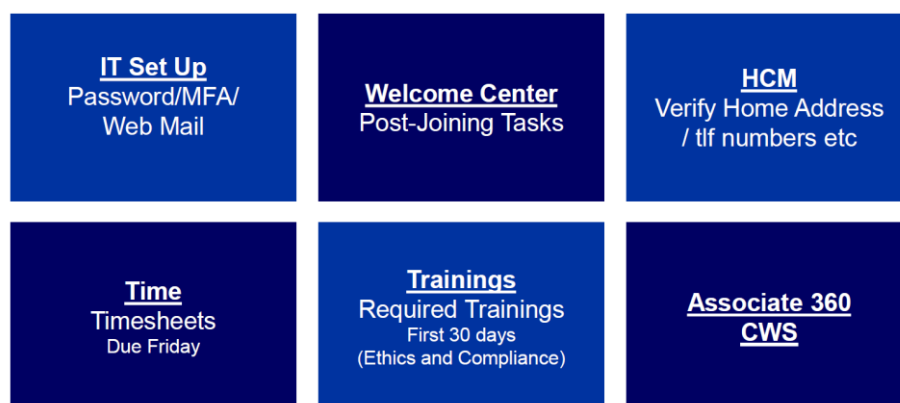 IT Set Up
Password/MFA/
Web Mail
Welcome Center
Post-Joining Tasks
HCM
Verify Home Address
/ tlf numbers etc
Time
Timesheets
Due Friday
Trainings
Required Trainings
First 30 days
(Ethics and Compliance)
Associate 360
CWS